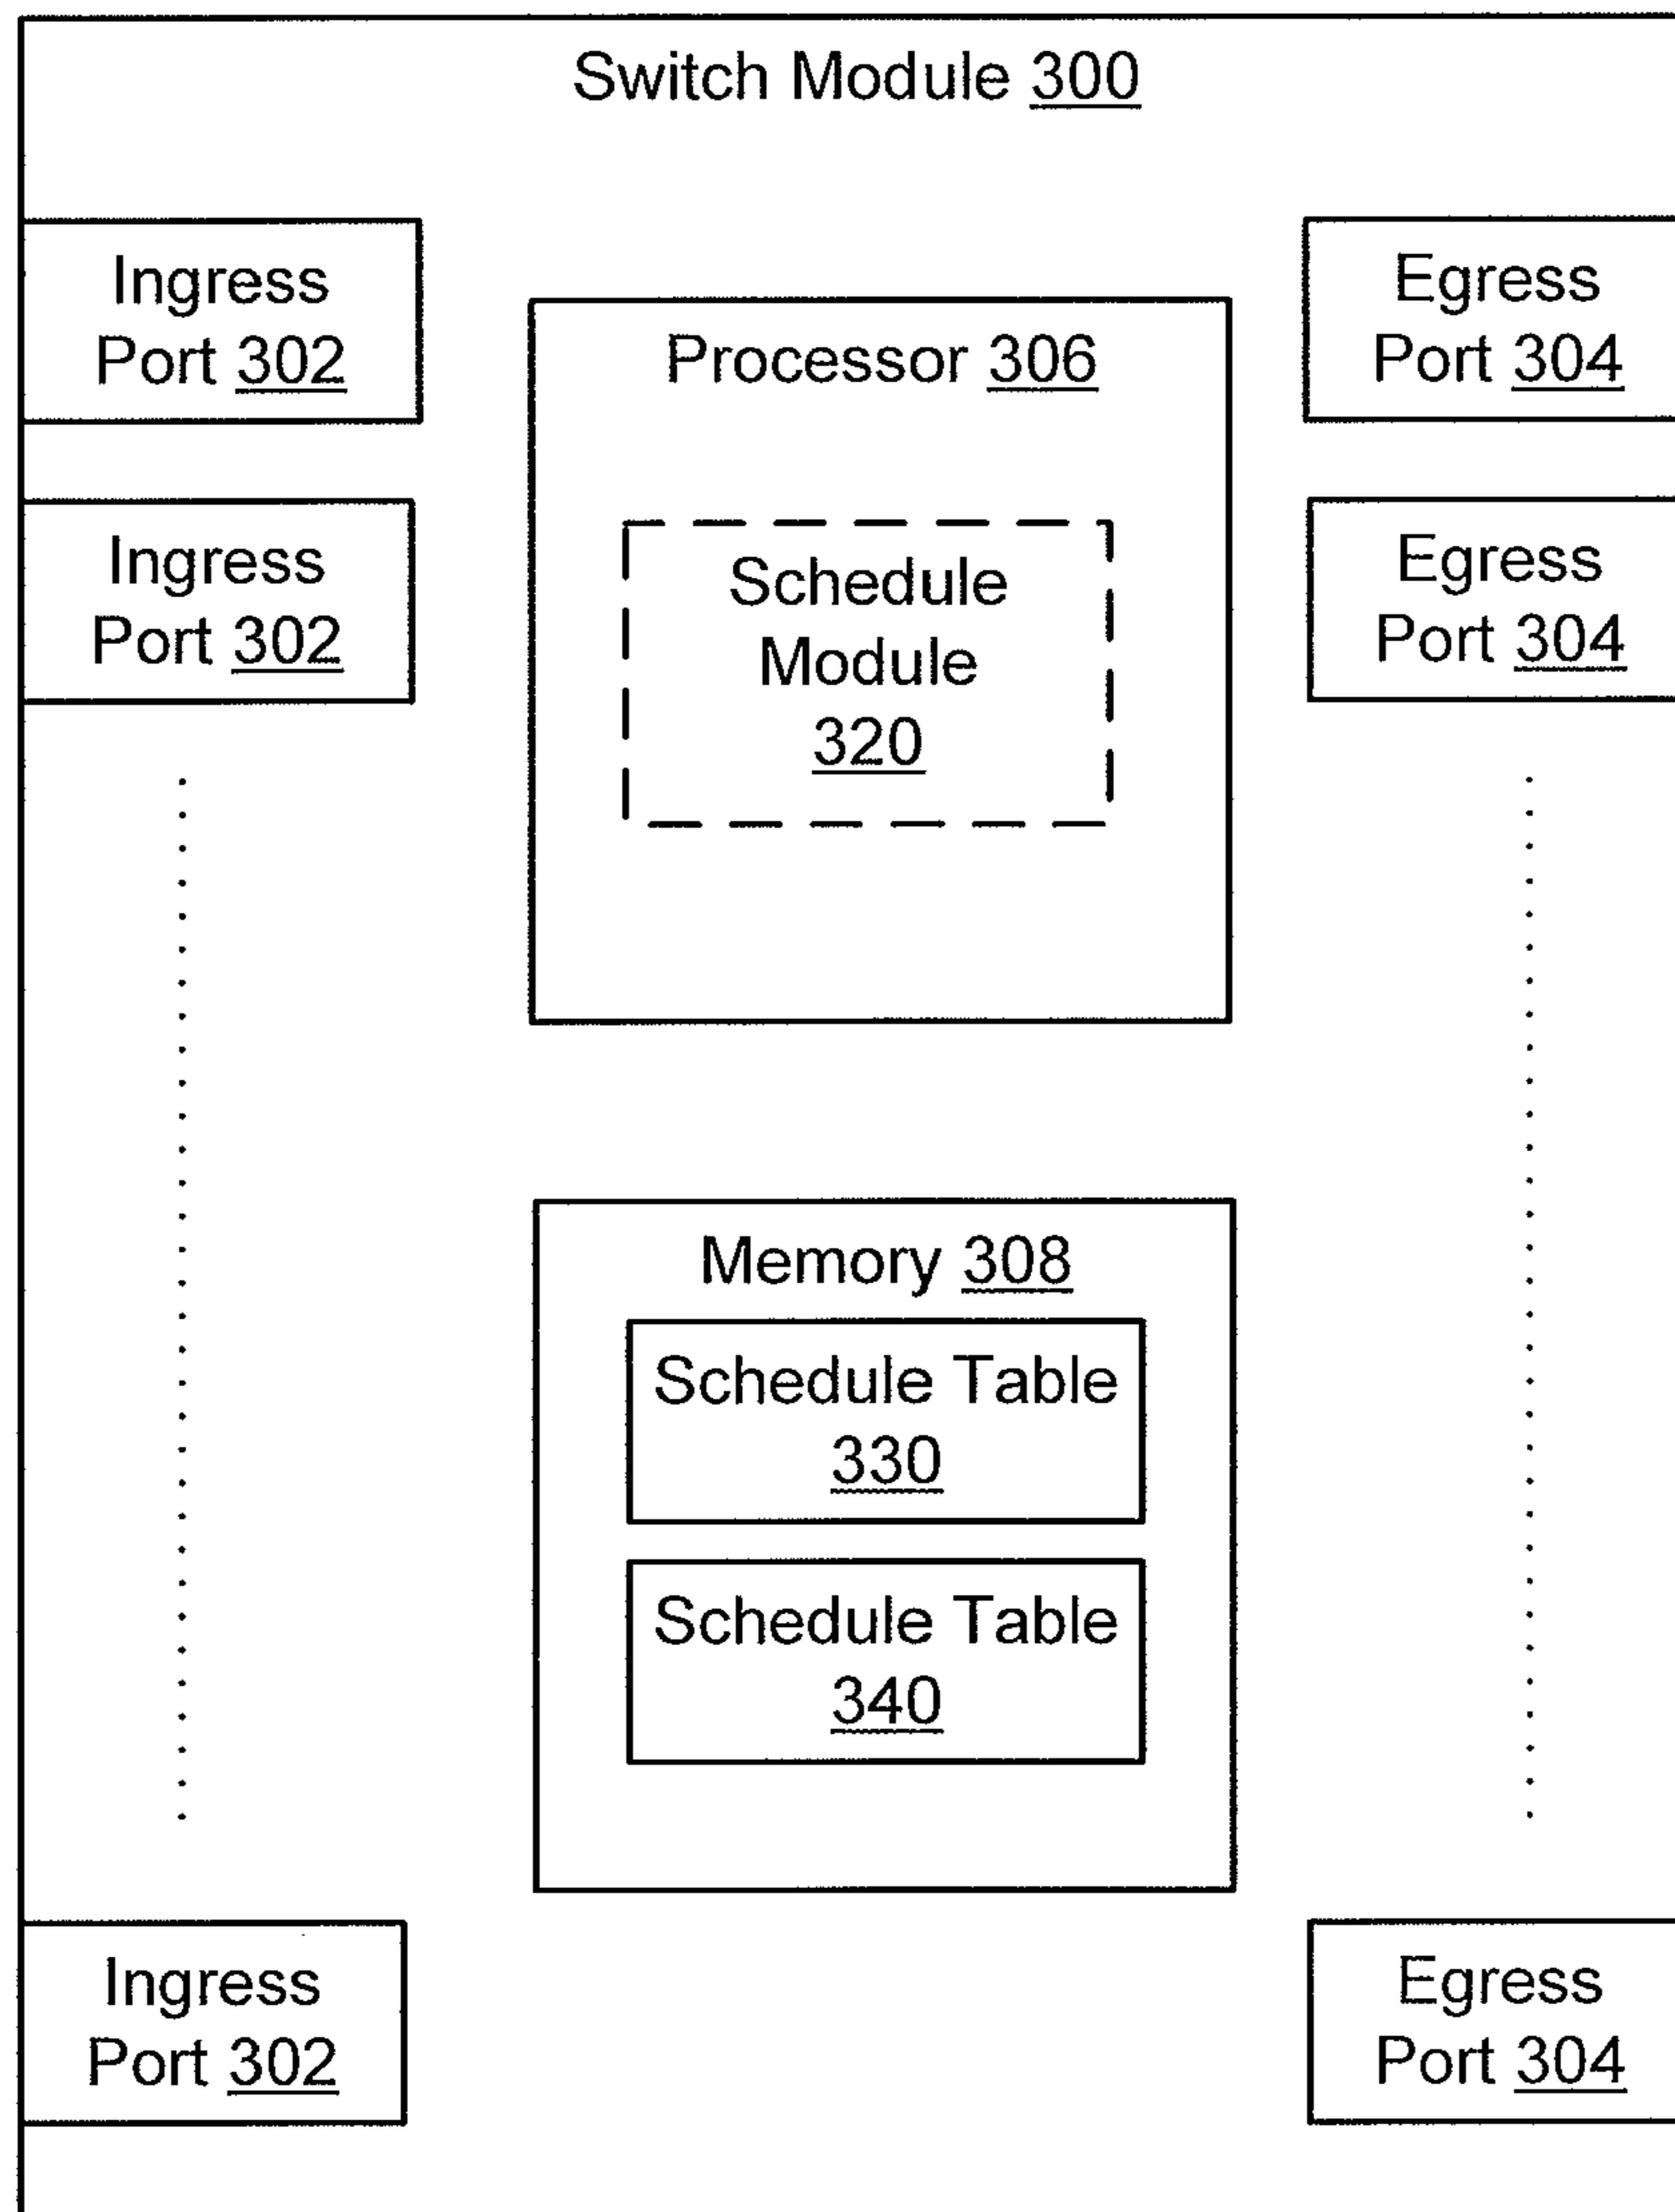 Switch Module 300
Ingress
Port 302
Processor 306
Egress
Port 304
Ingress
Port 302
Schedule
Module
320
Egress
Port 304
Memory 308
Schedule Table
330
Schedule Table
340
Ingress
Port 302
Egress
Port 304